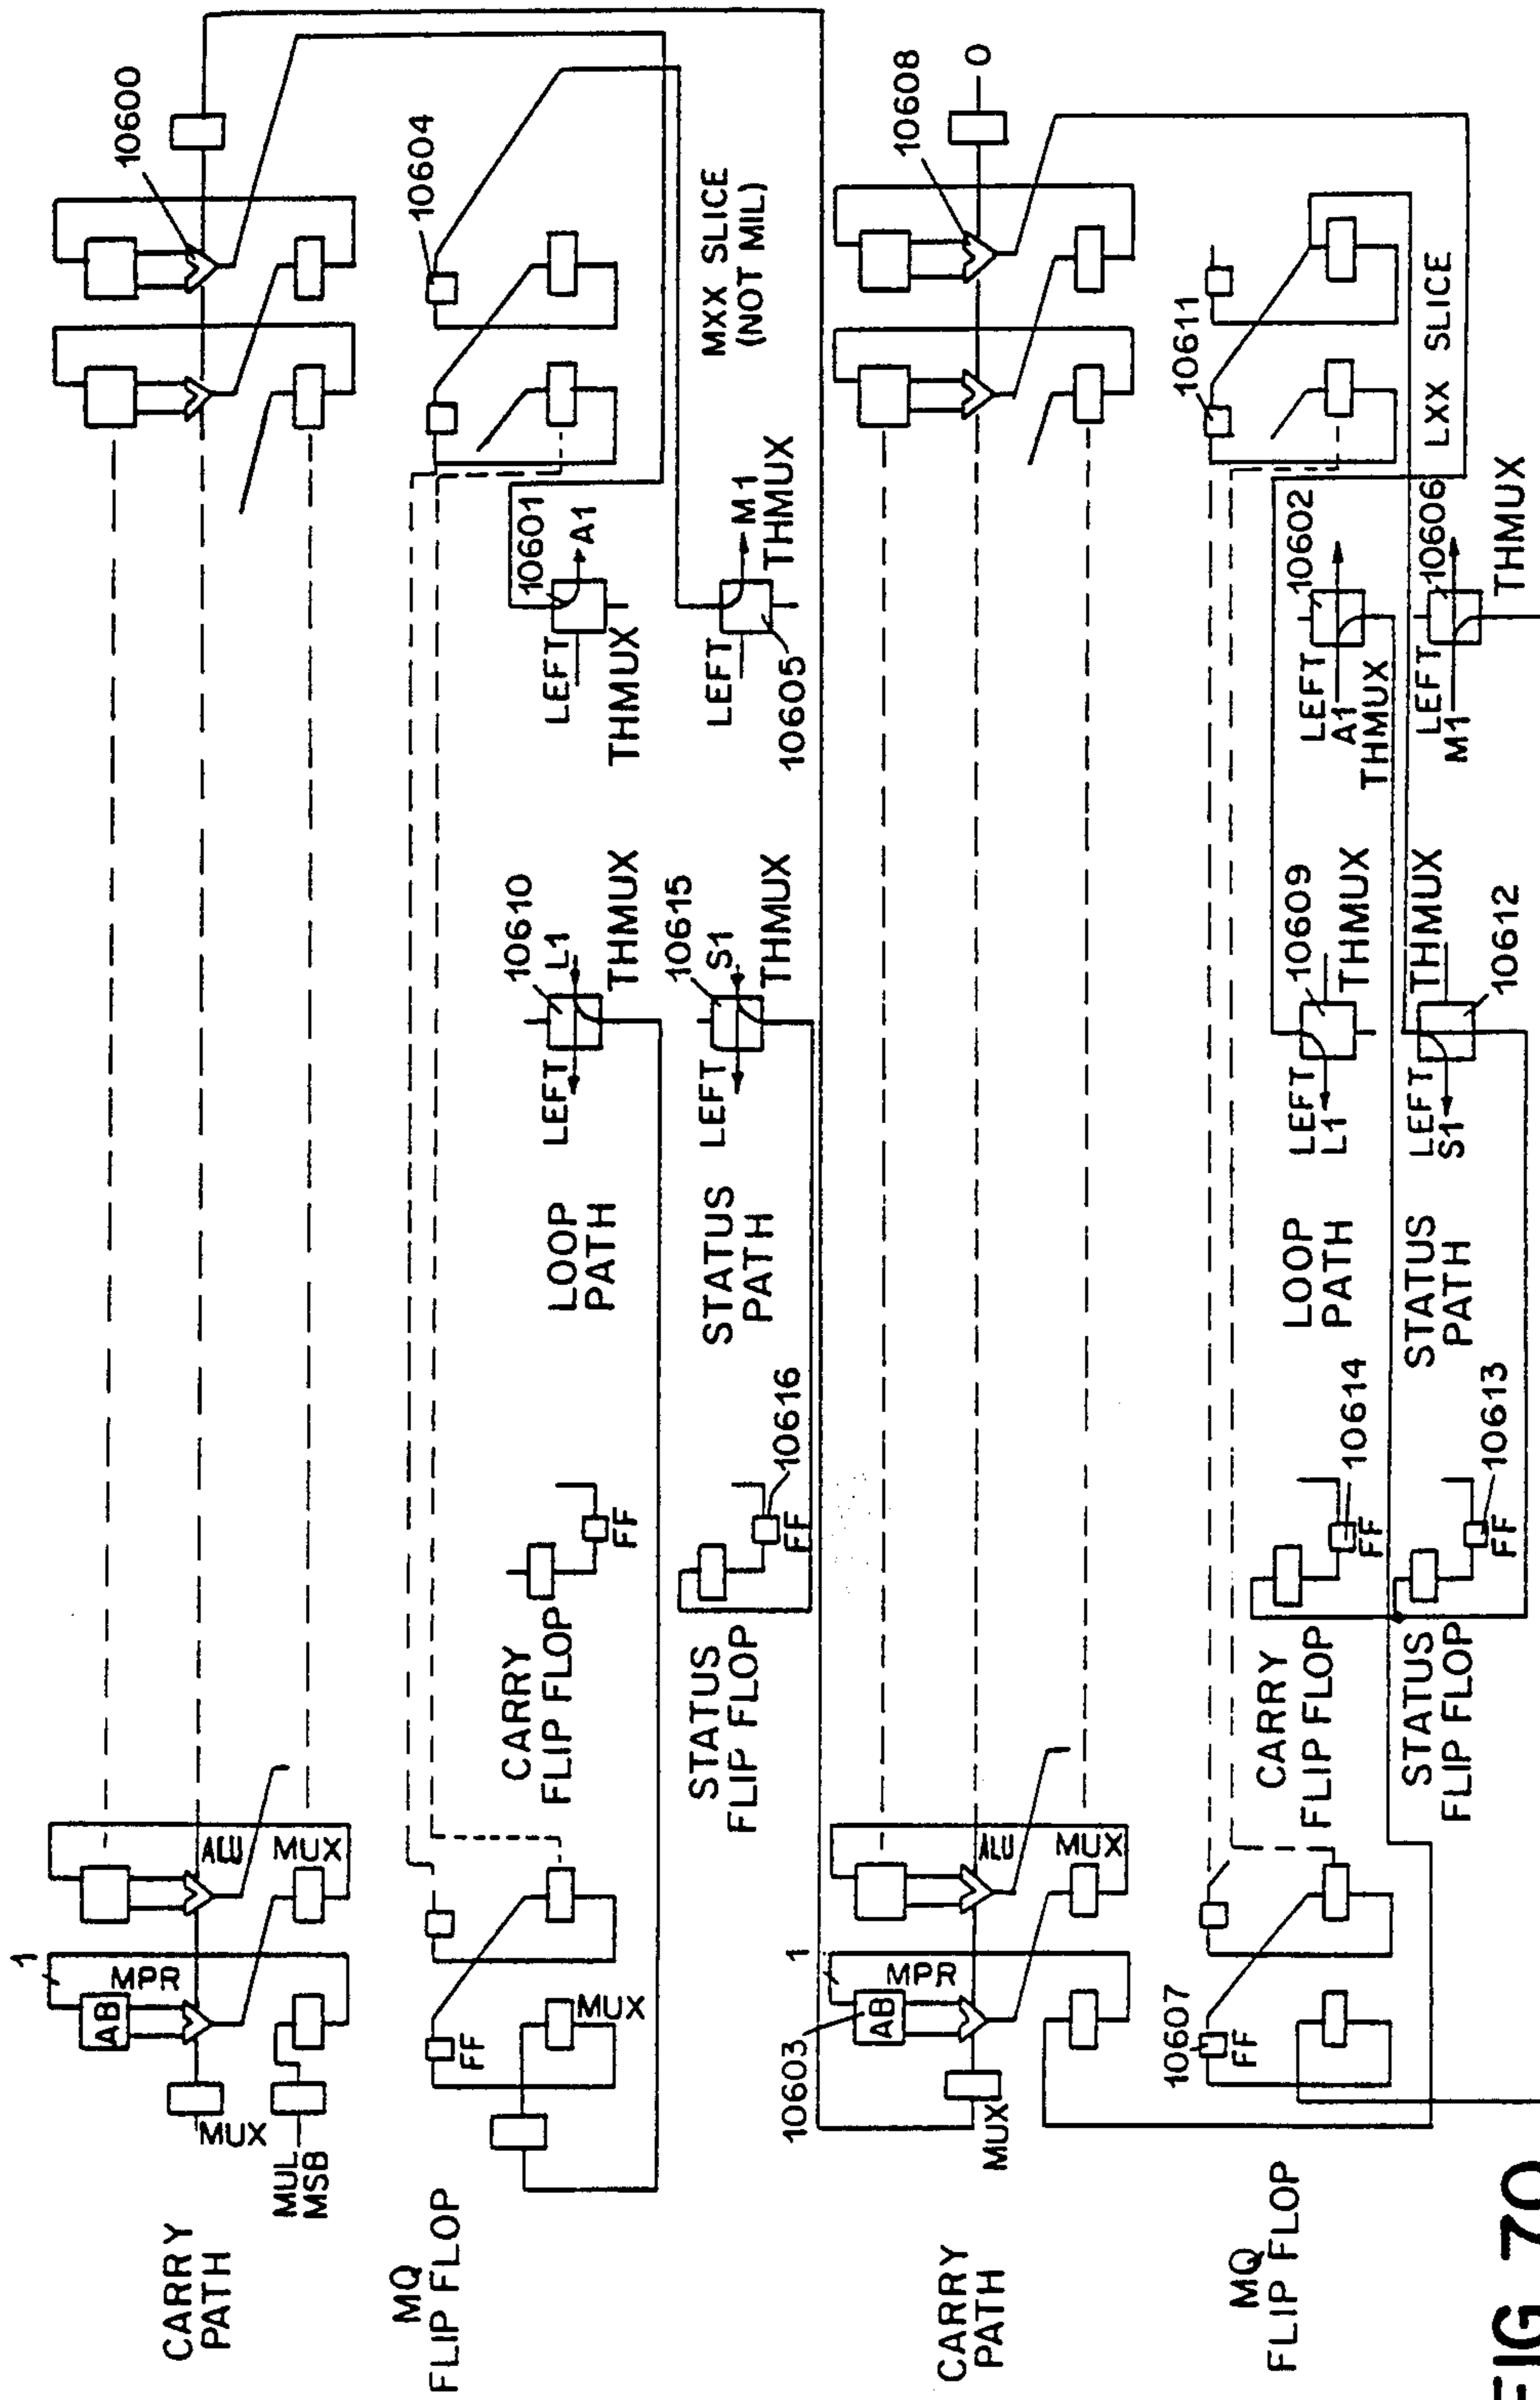 CARRY
PATH
MUX
MUL
MSB
1
AB
MPR
ALU
MUX
10600
MQ
FLIP FLOP
FF
MUX
10604
CARRY
FLIP FLOP
FF
LOOP
PATH
LEFT
L1
10610
THMUX
LEFT
10601
A1
THMUX
STATUS
FLIP FLOP
FF
10616
STATUS
PATH
LEFT
S1
10615
THMUX
LEFT
M1
THMUX
10605
MXX SLICE
(NOT MIL)
CARRY
PATH
10603
MUX
1
AB
MPR
ALU
MUX
10608
0
MQ
FLIP FLOP
10607
FF
10611
CARRY
FLIP FLOP
FF
10614
LOOP
PATH
LEFT
L1
10609
THMUX
LEFT
A1
THMUX
10602
LXX SLICE
STATUS
FLIP FLOP
FF
10613
STATUS
PATH
LEFT
S1
THMUX
10612
LEFT
M1
10606
THMUX
FIG 70